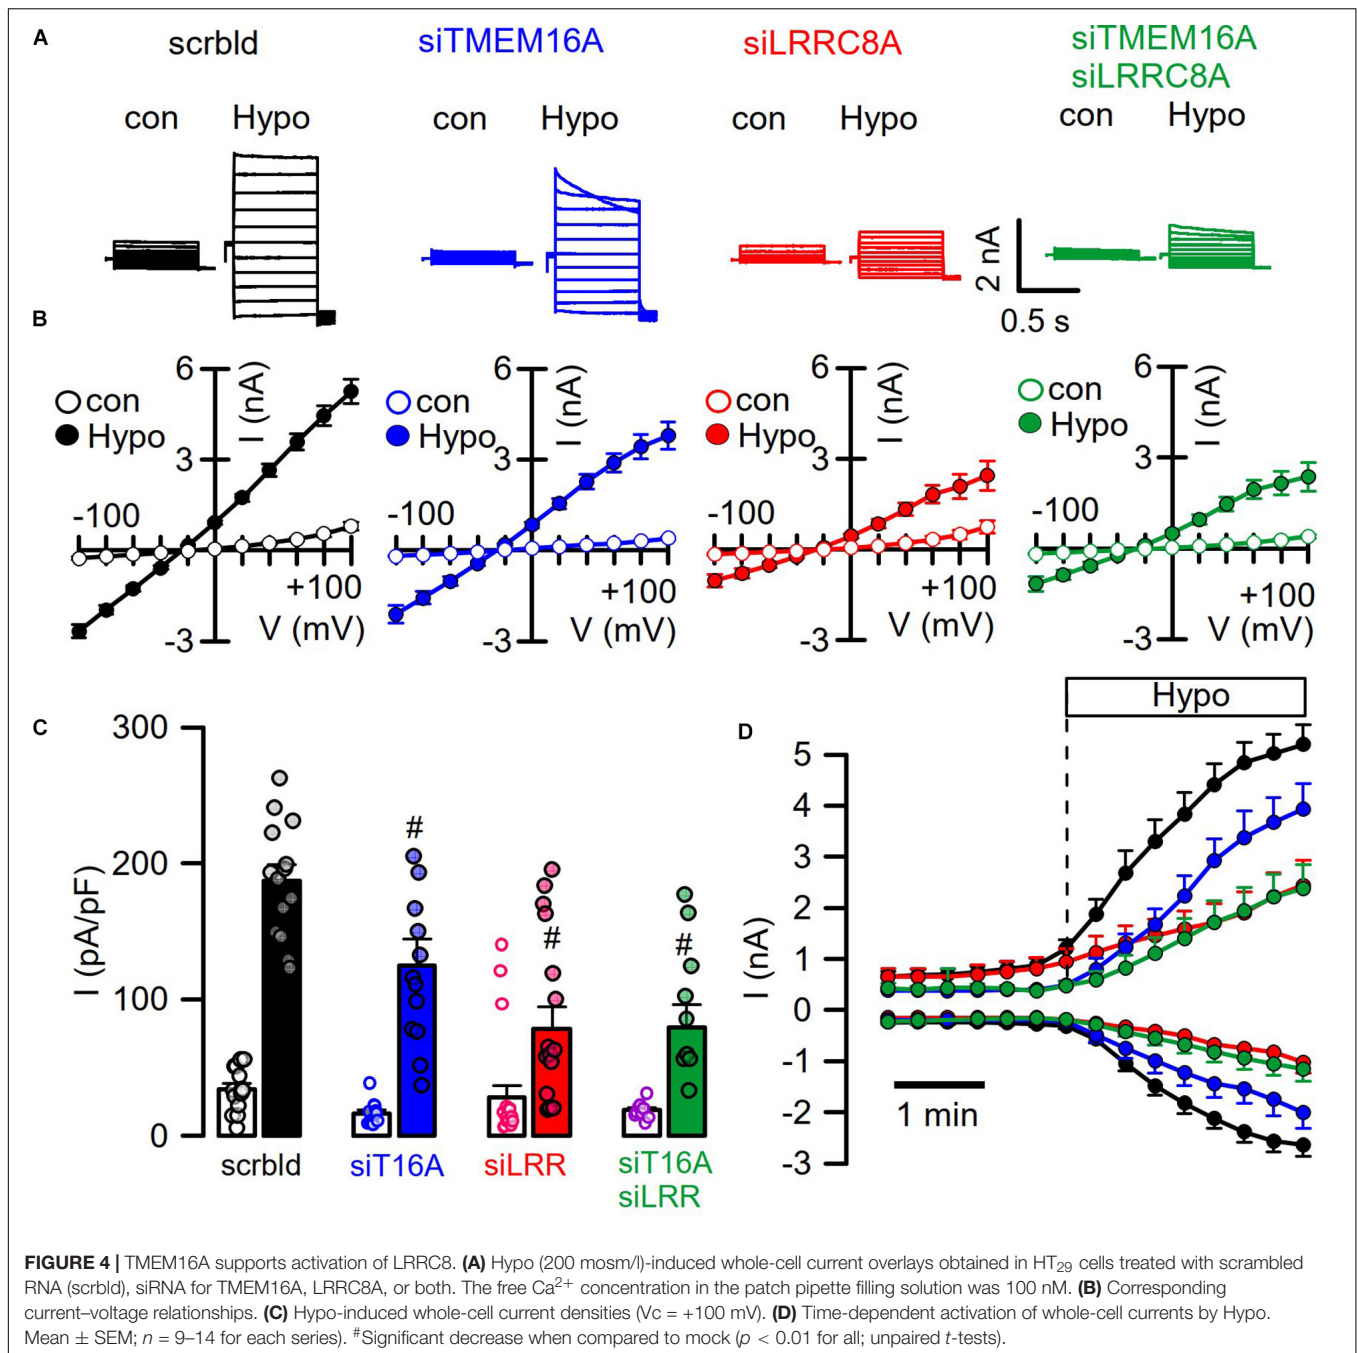 A
scrbld
siTMEM16A
siLRRC8A
siTMEM16A
siLRRC8A
con Hypo
con Hypo
con Hypo
con Hypo
2 nA
0.5 s
B
6
I (nA)
con
Hypo
3
-100
+100
V (mV)
-3
6
I (nA)
con
Hypo
3
-100
+100
V (mV)
-3
6
I (nA)
con
Hypo
3
-100
+100
V (mV)
-3
6
I (nA)
con
Hypo
3
-100
+100
V (mV)
-3
C
300
200
100
0
I (pA/pF)
#
#
#
scrbld
siT16A
siLRR
siT16A
siLRR
D
Hypo
5
4
3
2
1
0
-1
-2
-3
I (nA)
1 min
FIGURE 4 | TMEM16A supports activation of LRRC8. (A) Hypo (200 mosm/l)-induced whole-cell current overlays obtained in HT29 cells treated with scrambled
RNA (scrbld), siRNA for TMEM16A, LRRC8A, or both. The free Ca2+ concentration in the patch pipette filling solution was 100 nM. (B) Corresponding
current–voltage relationships. (C) Hypo-induced whole-cell current densities (Vc = +100 mV). (D) Time-dependent activation of whole-cell currents by Hypo.
Mean ± SEM; n = 9–14 for each series). #Significant decrease when compared to mock (p < 0.01 for all; unpaired t-tests).